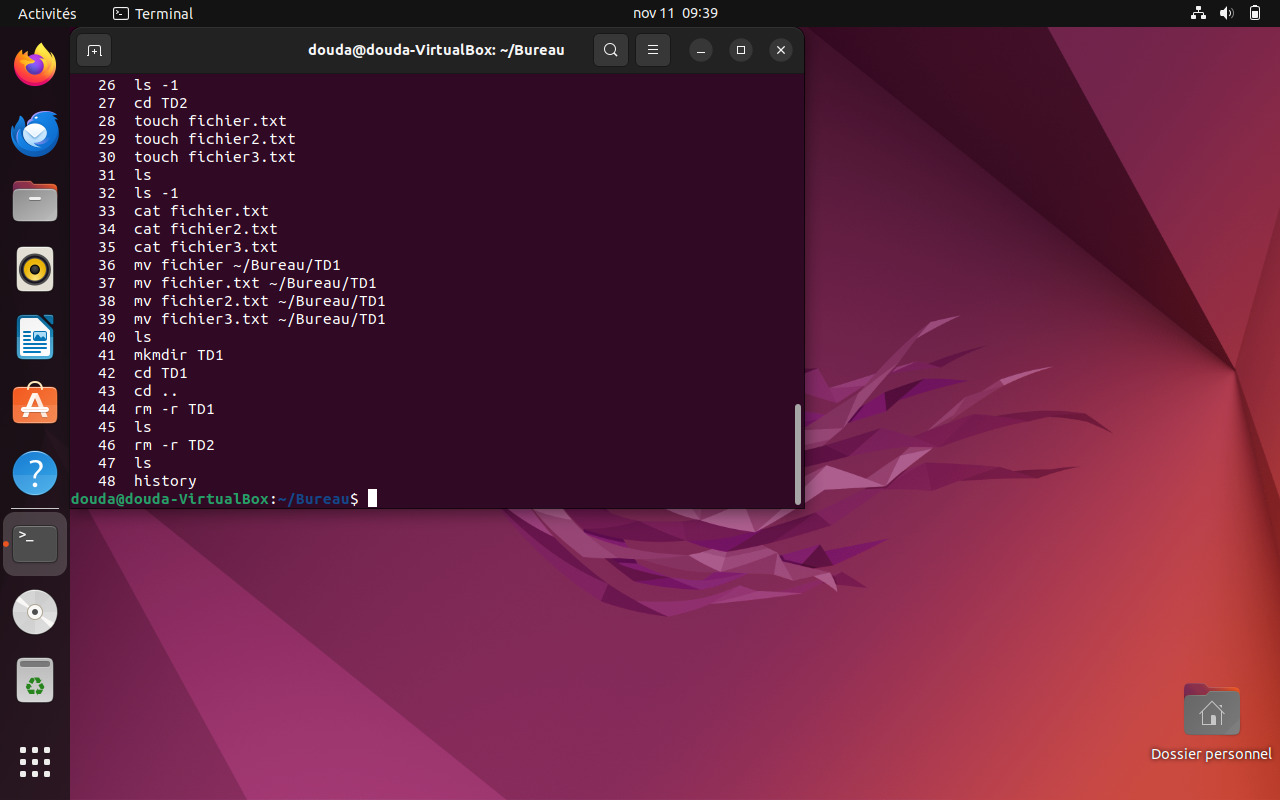 Activités Terminal nov 11 09:39
douda@douda-VirtualBox: ~/Bureau
26 ls -1
27 cd TD2
28 touch fichier.txt
29 touch fichier2.txt
30 touch fichier3.txt
31 ls
32 ls -1
33 cat fichier.txt
34 cat fichier2.txt
35 cat fichier3.txt
36 mv fichier ~/Bureau/TD1
37 mv fichier.txt ~/Bureau/TD1
38 mv fichier2.txt ~/Bureau/TD1
39 mv fichier3.txt ~/Bureau/TD1
40 ls
41 mkmdir TD1
42 cd TD1
43 cd ..
44 rm -r TD1
45 ls
46 rm -r TD2
47 ls
48 history
douda@douda-VirtualBox:~/Bureau$
Dossier personnel